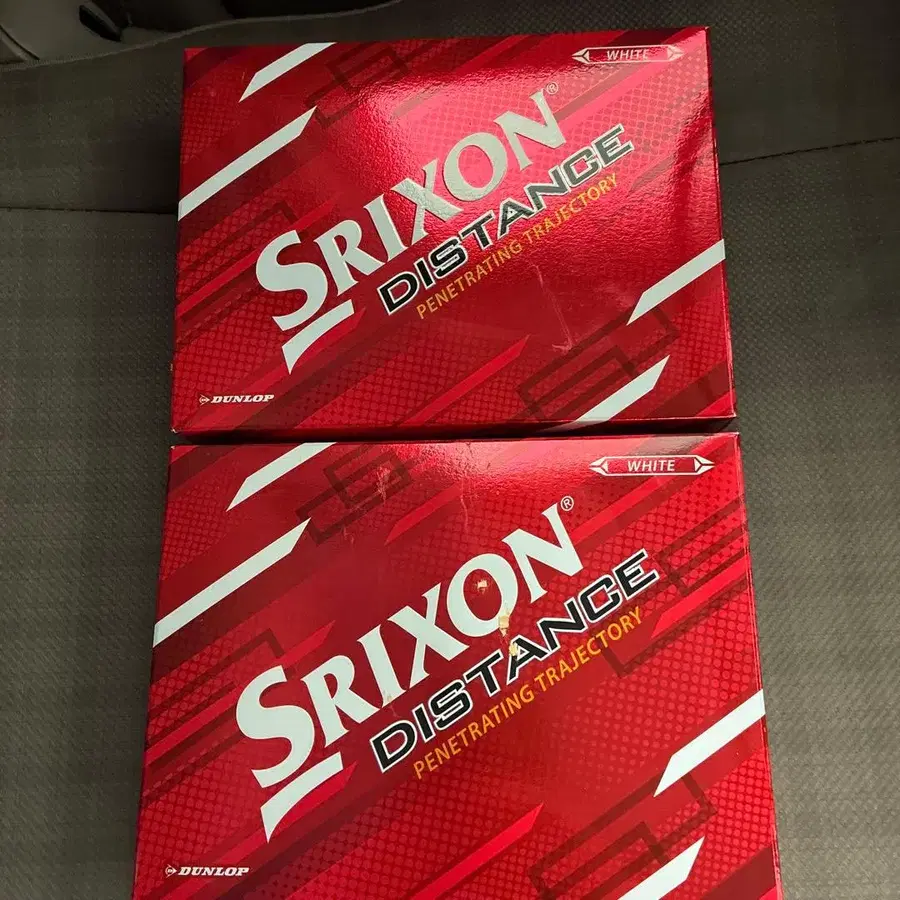 WHITE
SRIXON®
DISTANCE
PENETRATING TRAJECTORY
DUNLOP
WHITE
SRIXON®
DISTANCE
PENETRATING TRAJECTORY
DUNLOP